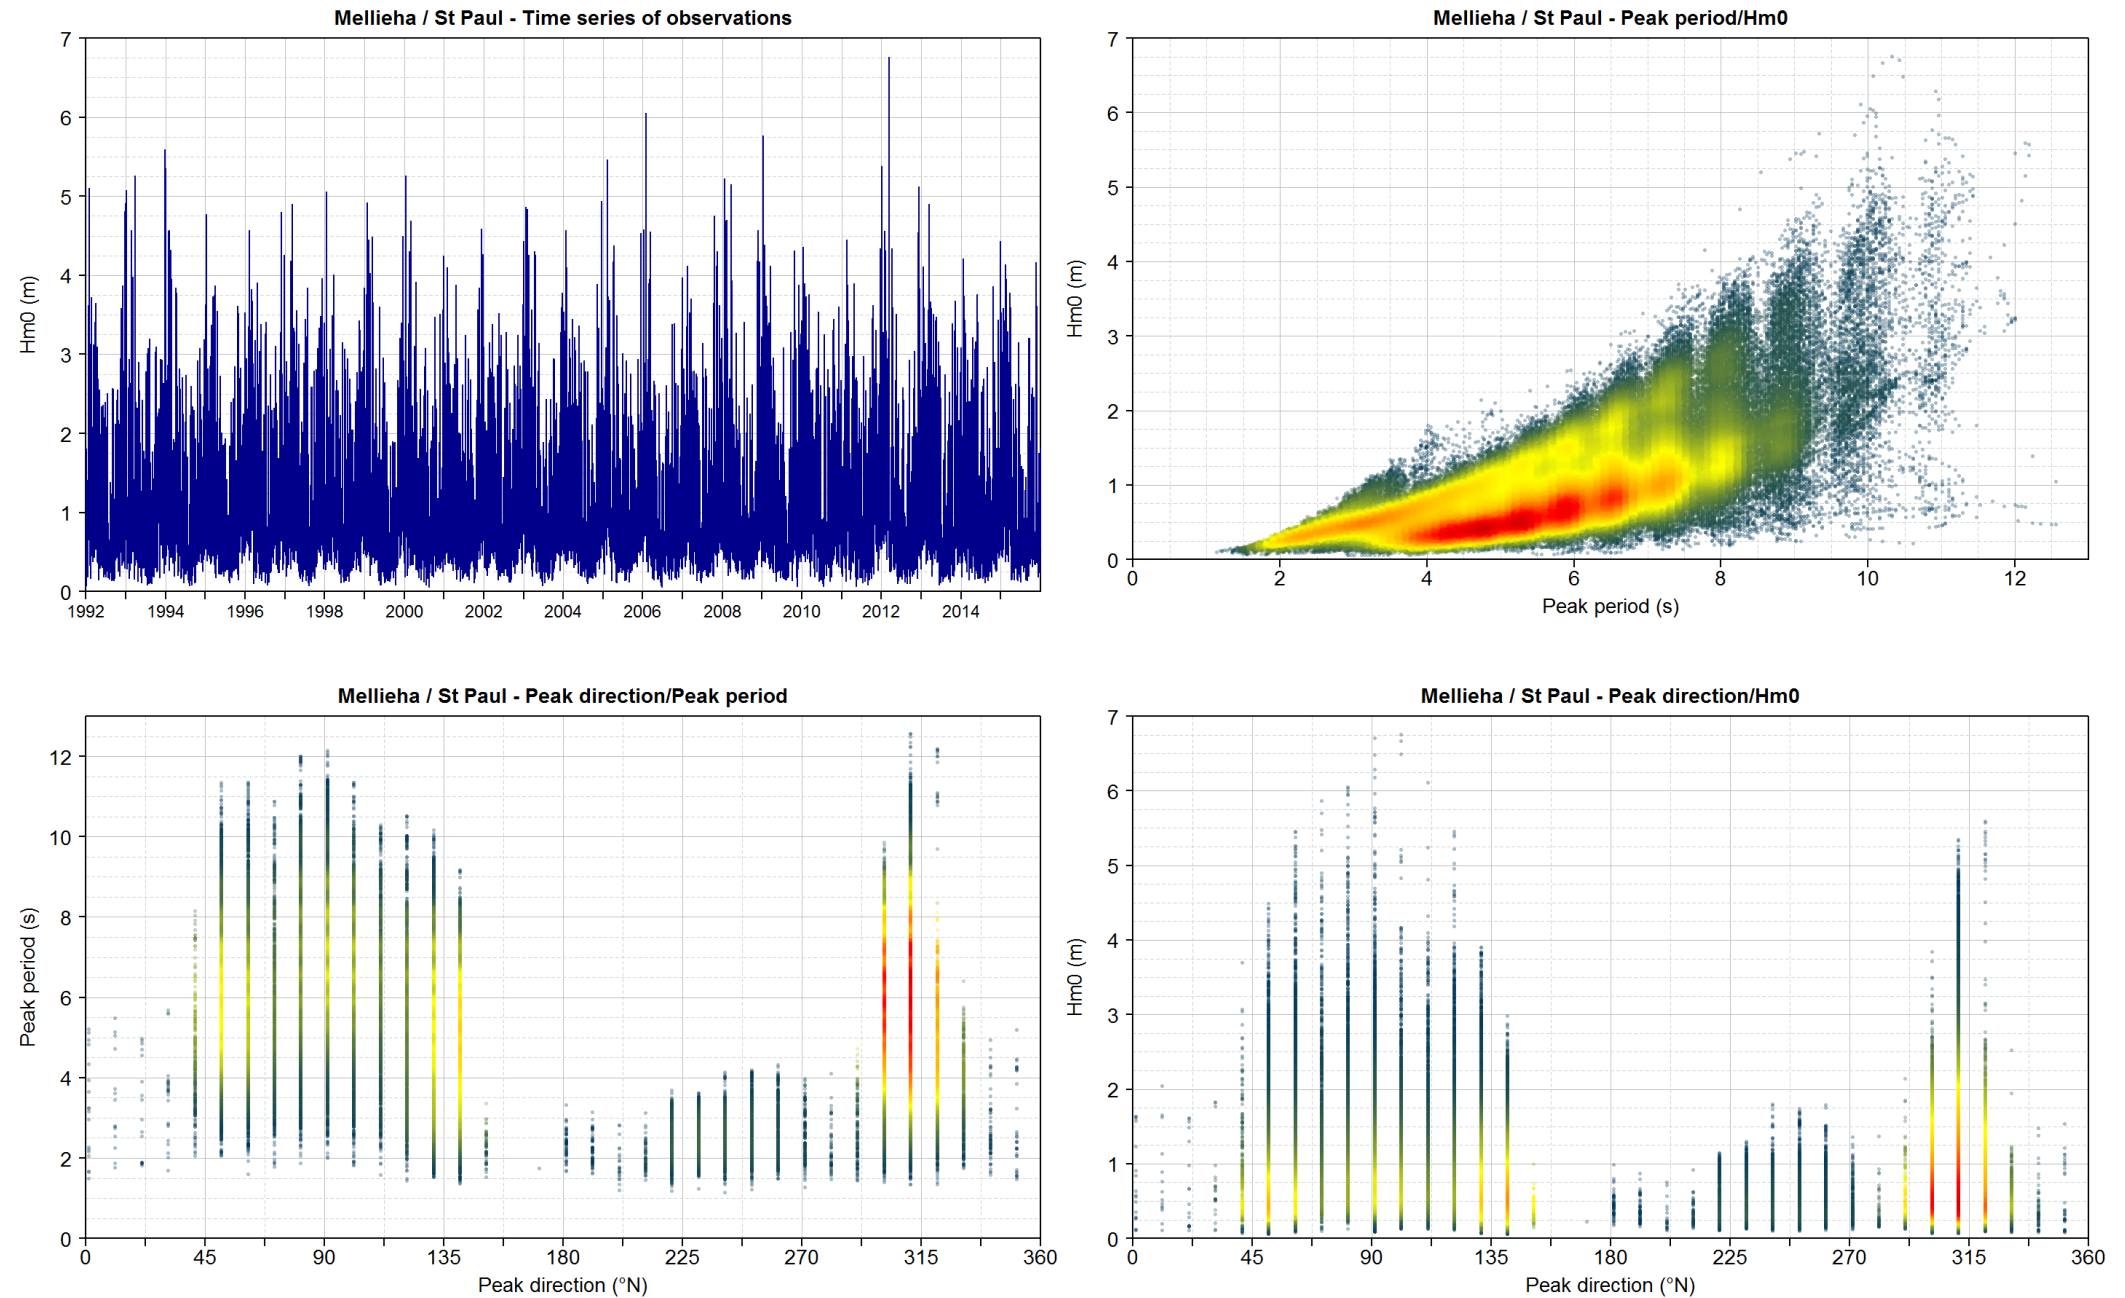 Mellieha / St Paul - Time series of observations
7
6
5
4
3
2
1
0
Hm0 (m)
1992 1994 1996 1998 2000 2002 2004 2006 2008 2010 2012 2014
Mellieha / St Paul - Peak period/Hm0
7
6
5
4
3
2
1
0
Hm0 (m)
0 2 4 6 8 10 12
Peak period (s)
Mellieha / St Paul - Peak direction/Peak period
12
10
8
6
4
2
0
Peak period (s)
0 45 90 135 180 225 270 315 360
Peak direction (°N)
Mellieha / St Paul - Peak direction/Hm0
7
6
5
4
3
2
1
0
Hm0 (m)
0 45 90 135 180 225 270 315 360
Peak direction (°N)